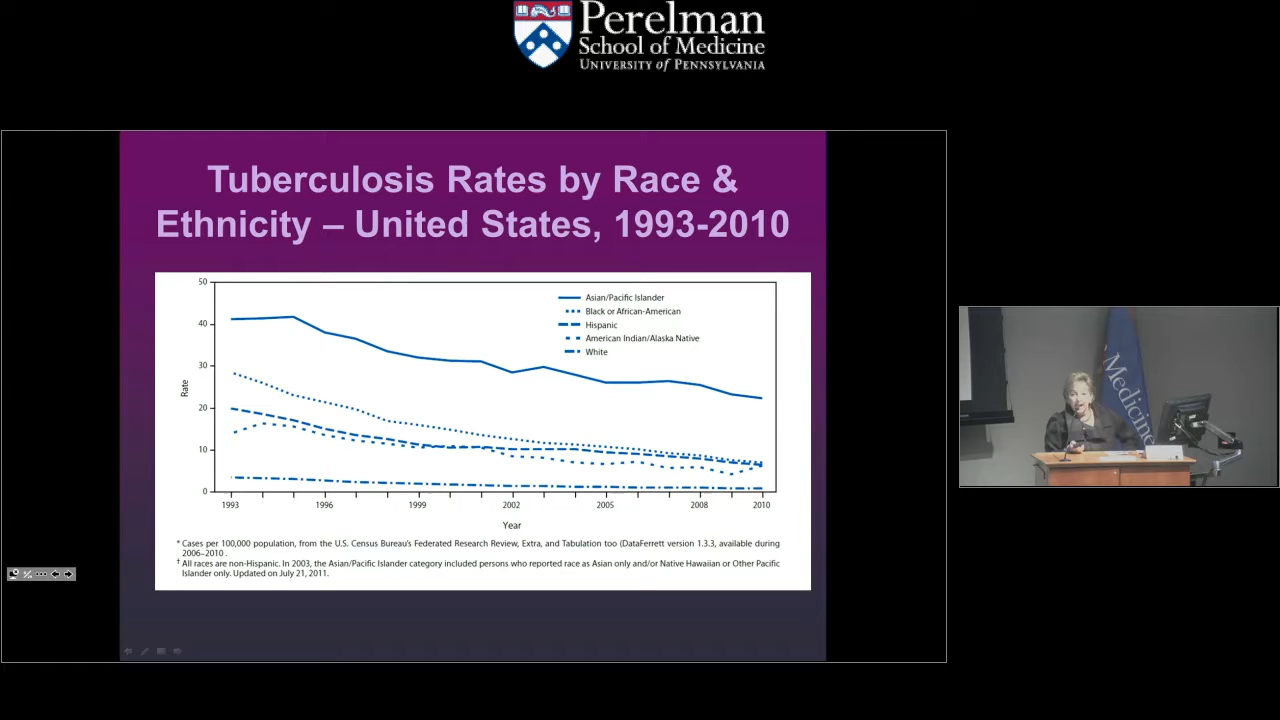 Perelman
School of Medicine
UNIVERSITY of PENNSYLVANIA
Tuberculosis Rates by Race &
Ethnicity – United States, 1993-2010
50
40
30
20
10
0
Rate
Asian/Pacific Islander
Black or African-American
Hispanic
American Indian/Alaska Native
White
1993 1996 1999 2002 2005 2008 2010
Year
* Cases per 100,000 population, from the U.S. Census Bureau's Federated Research Review, Extra, and Tabulation too (DataFerrett version 1.3.3, available during
2006–2010 .
† All races are non-Hispanic. In 2003, the Asian/Pacific Islander category included persons who reported race as Asian only and/or Native Hawaiian or Other Pacific
Islander only. Updated on July 21, 2011.
Medicine